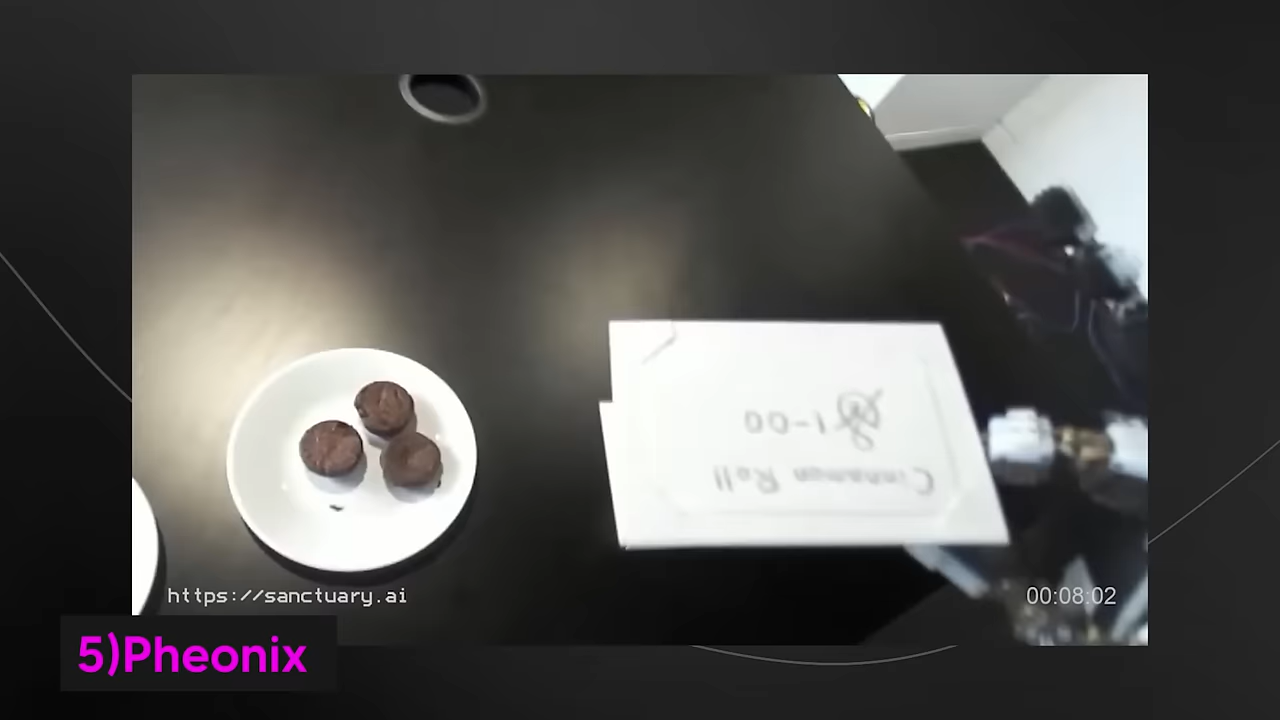 Cinnamon Roll
1-00
https://sanctuary.ai
00:08:02
5)Pheonix